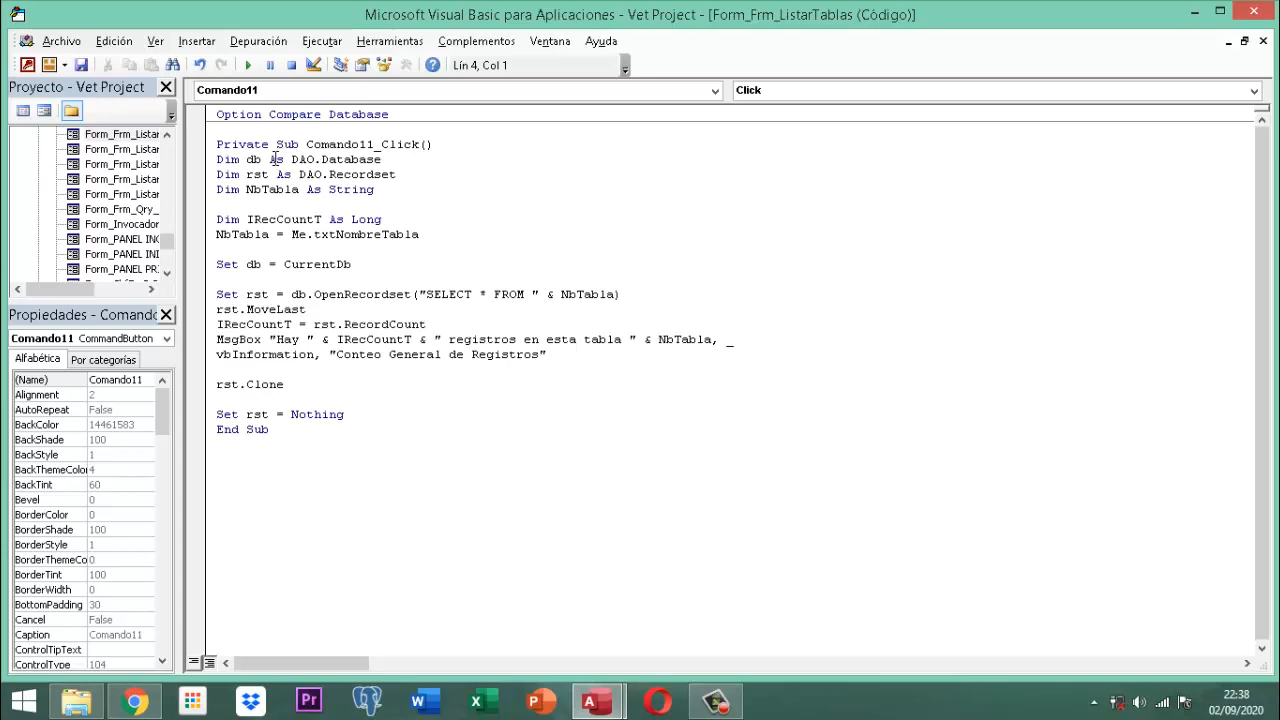 Microsoft Visual Basic para Aplicaciones - Vet Project - [Form_Frm_ListarTablas (Código)]
Archivo Edición Ver Insertar Formato Depuración Ejecutar Herramientas Complementos Ventana Ayuda
Lín 4, Col 1
Proyecto - Vet Project
Form_Frm_Listar
Form_Frm_Listar
Form_Frm_Listar
Form_Frm_Listar
Form_Frm_Listar
Form_Frm_Qry_
Form_Invocador
Form_PANEL ING
Form_PANEL INI
Form_PANEL PRI
Propiedades - Comando
Comando11 CommandButton
Alfabética Por categorías
(Name) Comando11
Alignment 2
AutoRepeat False
BackColor 14461583
BackShade 100
BackStyle 1
BackThemeColor 4
BackTint 60
Bevel 0
BorderColor 0
BorderShade 100
BorderStyle 1
BorderThemeCo 0
BorderTint 100
BorderWidth 0
BottomPadding 30
Cancel False
Caption Comando11
ControlTipText
ControlType 104
Comando11 Click
Option Compare Database
Private Sub Comando11_Click()
Dim db As DAO.Database
Dim rst As DAO.Recordset
Dim NbTabla As String
Dim IRecCountT As Long
NbTabla = Me.txtNombreTabla
Set db = CurrentDb
Set rst = db.OpenRecordset("SELECT * FROM " & NbTabla)
rst.MoveLast
IRecCountT = rst.RecordCount
MsgBox "Hay " & IRecCountT & " registros en esta tabla " & NbTabla, _
vbInformation, "Conteo General de Registros"
rst.Clone
Set rst = Nothing
End Sub
22:38
02/09/2020